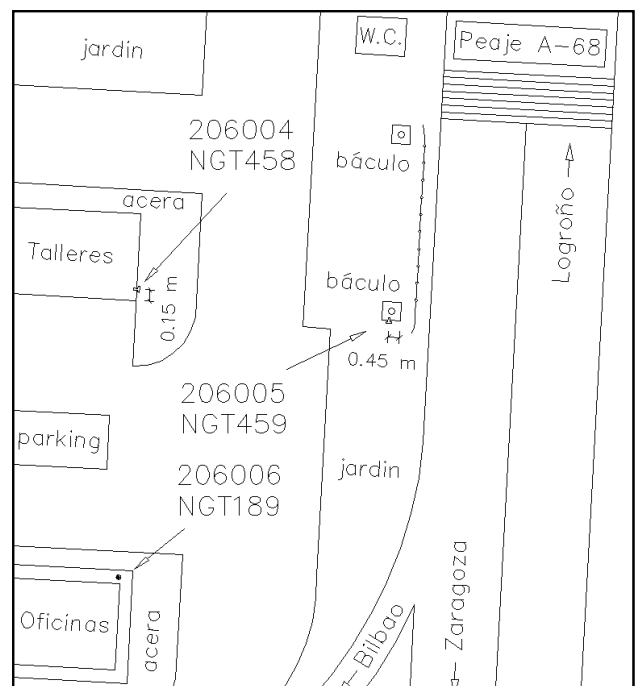 jardin
W.C.
Peaje A-68
206004
NGT458
báculo
acera
Logroño
Talleres
báculo
0.15 m
0.45 m
206005
NGT459
parking
jardin
206006
NGT189
Zaragoza
Bilbao
Oficinas
acera